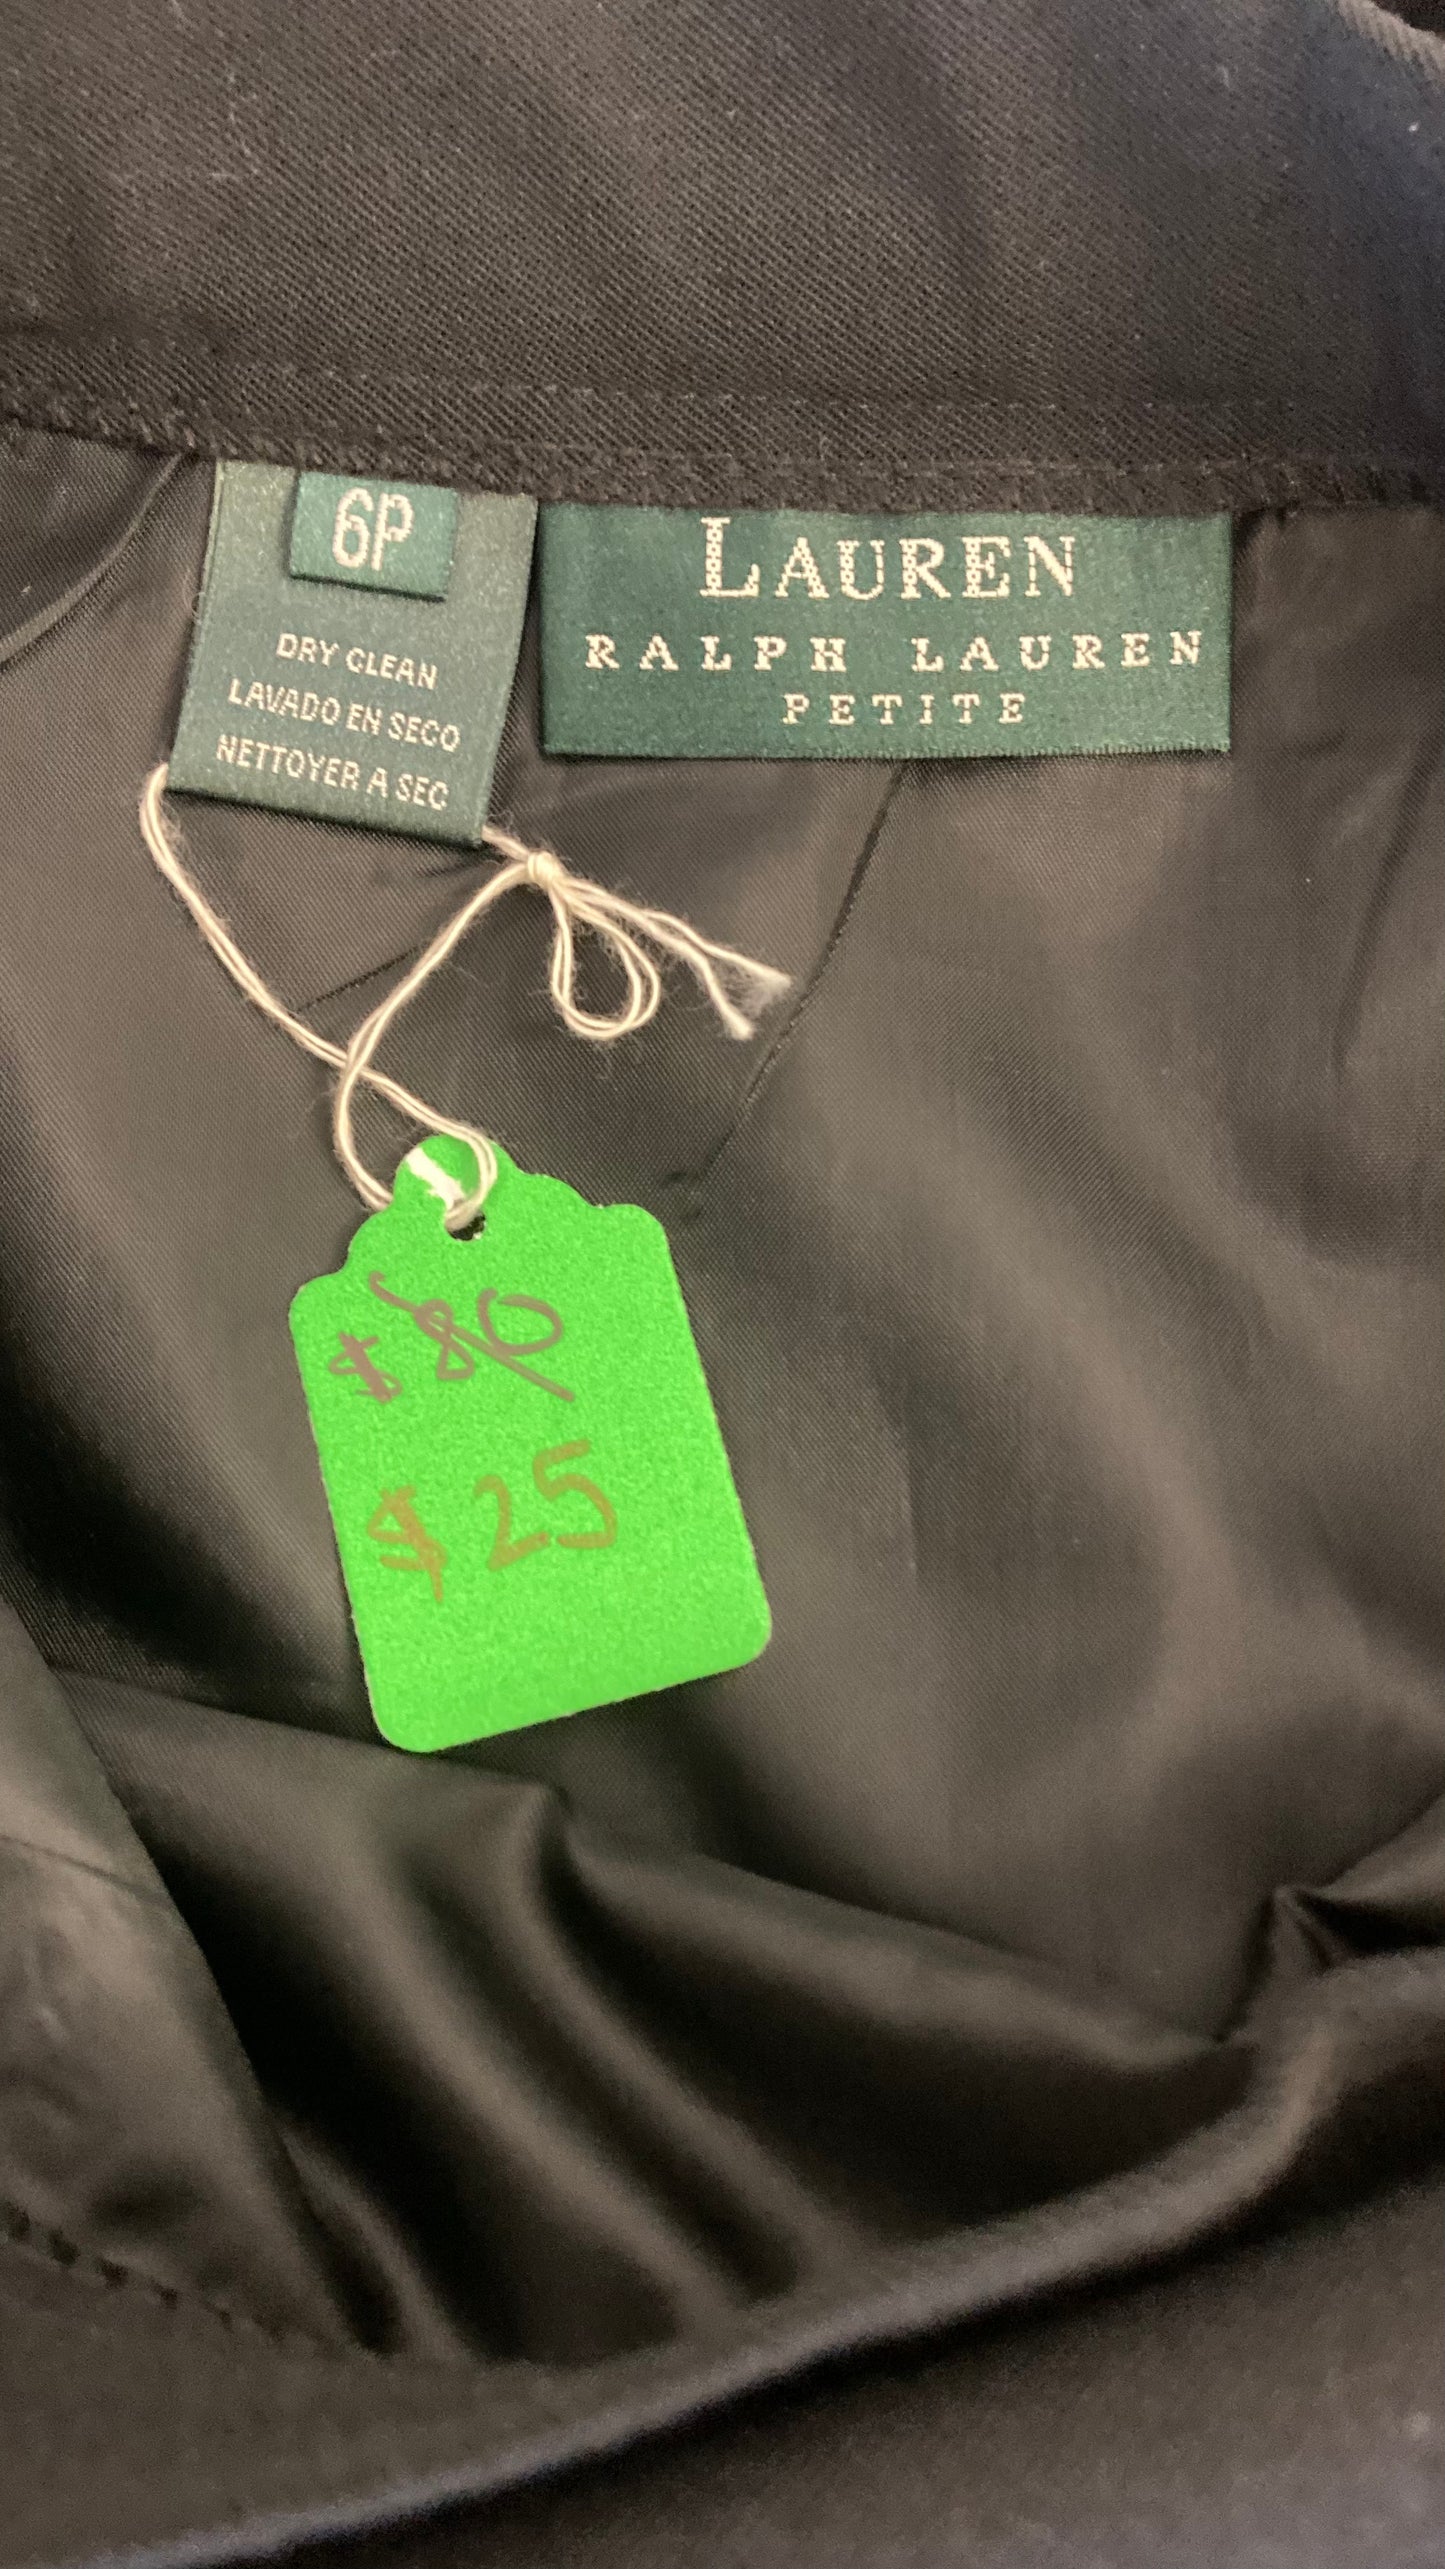 6P
DRY CLEAN
LAVADO EN SECO
NETTOYER A SEC
LAUREN
RALPH LAUREN
PETITE
$80
$25